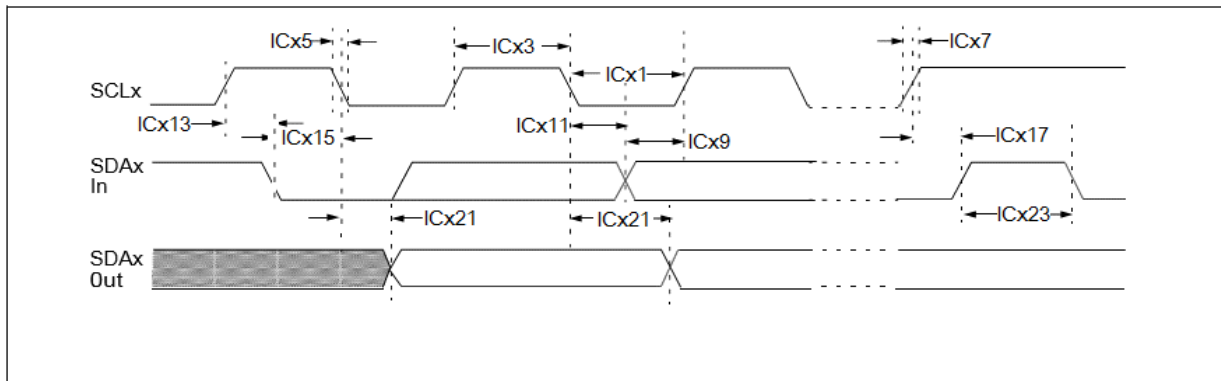 ICx5
ICx3
ICx7
ICx1
SCLx
ICx13
ICx15
ICx11
ICx9
ICx17
SDAx
In
ICx21
ICx21
ICx23
SDAx
Out